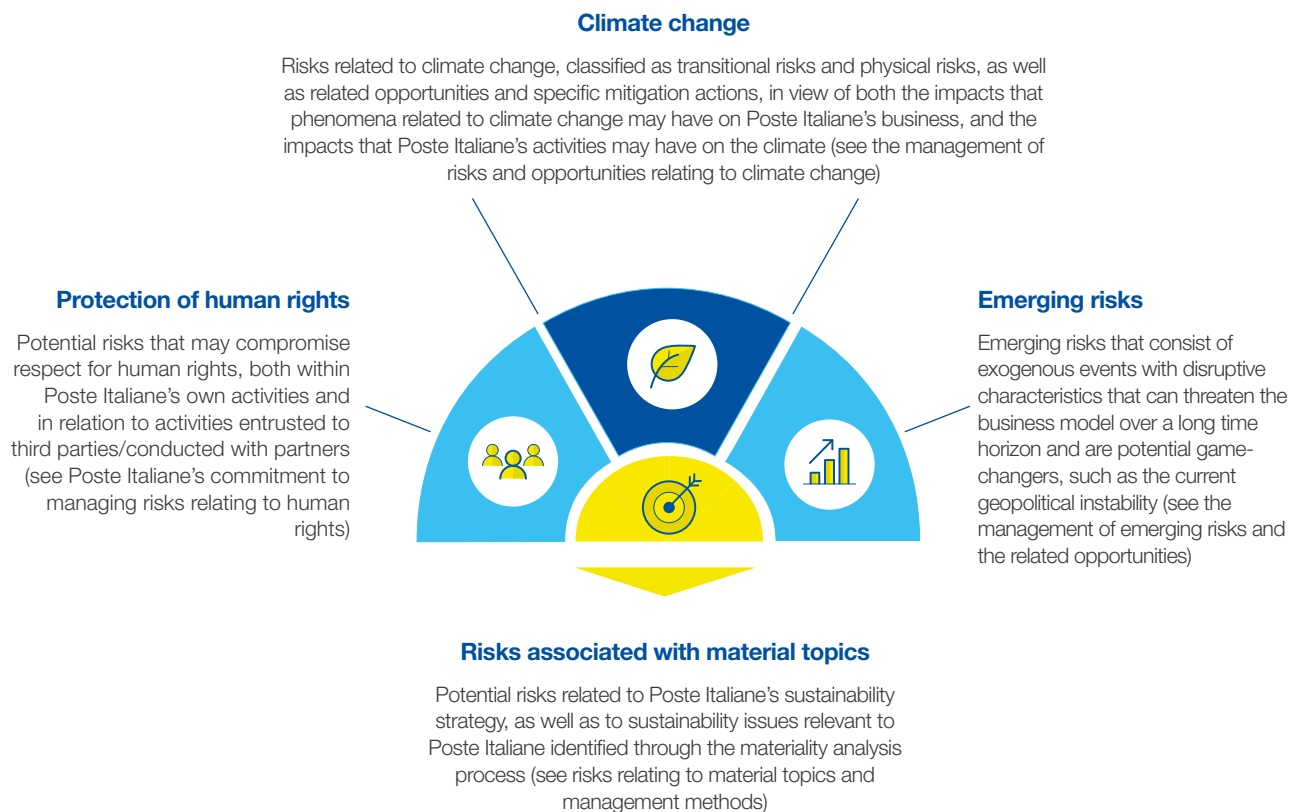 Climate change
Risks related to climate change, classified as transitional risks and physical risks, as well
as related opportunities and specific mitigation actions, in view of both the impacts that
phenomena related to climate change may have on Poste Italiane’s business, and the
impacts that Poste Italiane’s activities may have on the climate (see the management of
risks and opportunities relating to climate change)
Protection of human rights
Potential risks that may compromise
respect for human rights, both within
Poste Italiane’s own activities and
in relation to activities entrusted to
third parties/conducted with partners
(see Poste Italiane’s commitment to
managing risks relating to human
rights)
Emerging risks
Emerging risks that consist of
exogenous events with disruptive
characteristics that can threaten the
business model over a long time
horizon and are potential game-
changers, such as the current
geopolitical instability (see the
management of emerging risks and
the related opportunities)
Risks associated with material topics
Potential risks related to Poste Italiane’s sustainability
strategy, as well as to sustainability issues relevant to
Poste Italiane identified through the materiality analysis
process (see risks relating to material topics and
management methods)